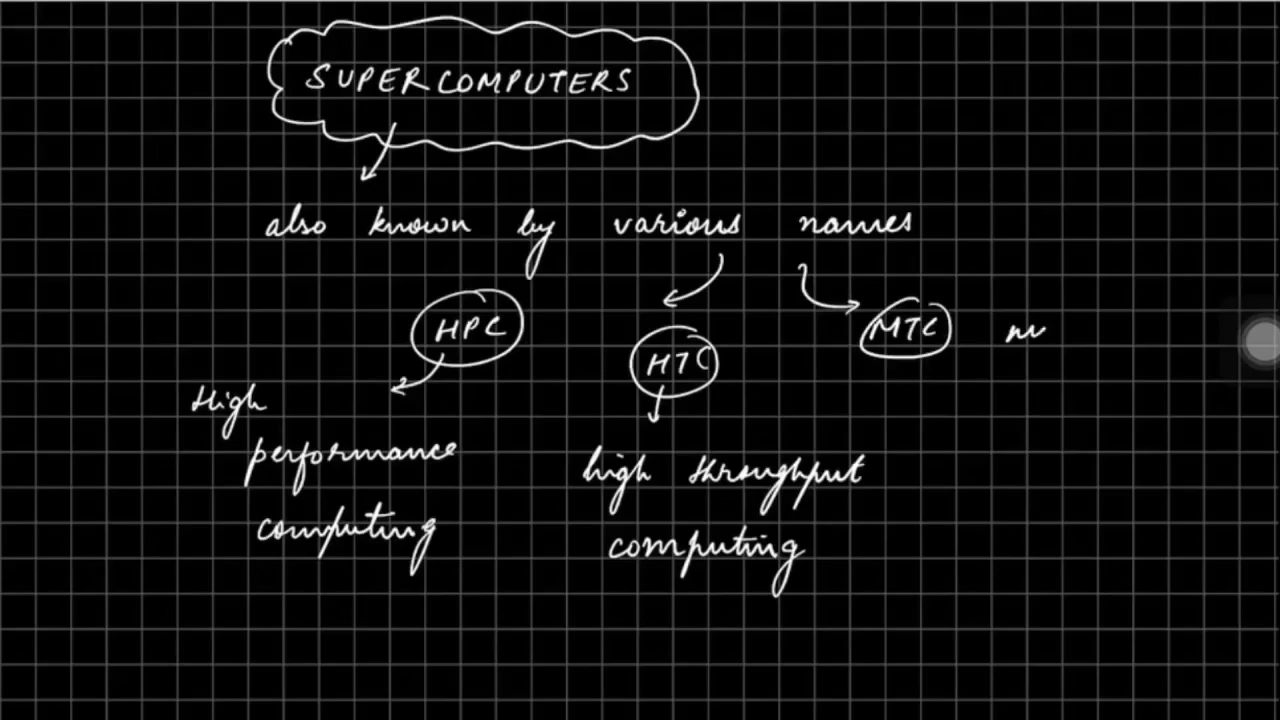 SUPERCOMPUTERS
also known by various names
HPC
HTC
MTC
High
performance
computing
high throughput
computing